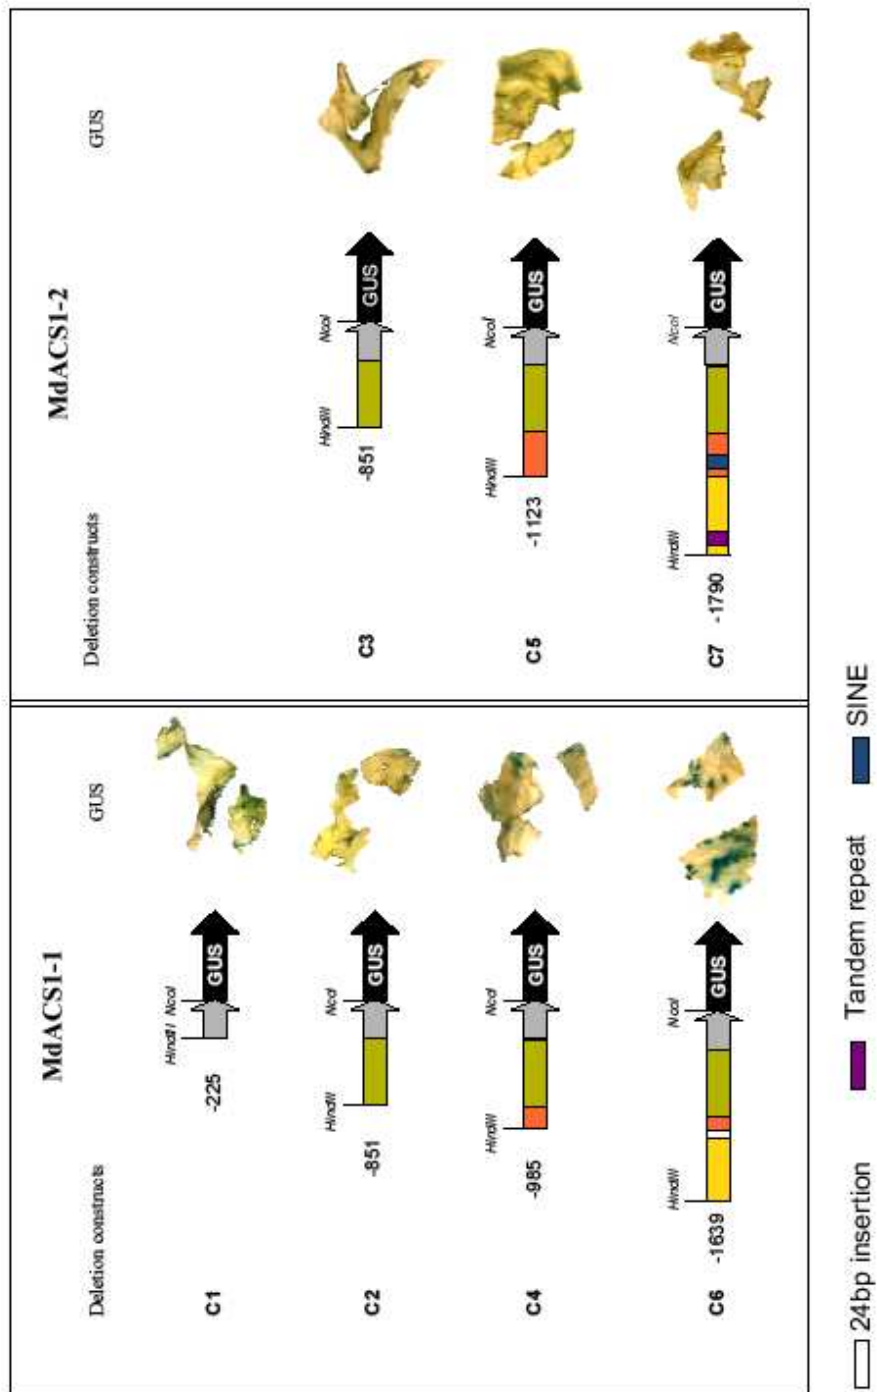 MdACS1-1
Deletion constructs GUS
C1 -225 HindIII NcoI GUS
C2 -851 HindIII NcoI GUS
C4 -985 HindIII NcoI GUS
C6 -1639 HindIII NcoI GUS
MdACS1-2
Deletion constructs GUS
C3 -851 HindIII NcoI GUS
C5 -1123 HindIII NcoI GUS
C7 -1790 HindIII NcoI GUS
24bp insertion Tandem repeat SINE